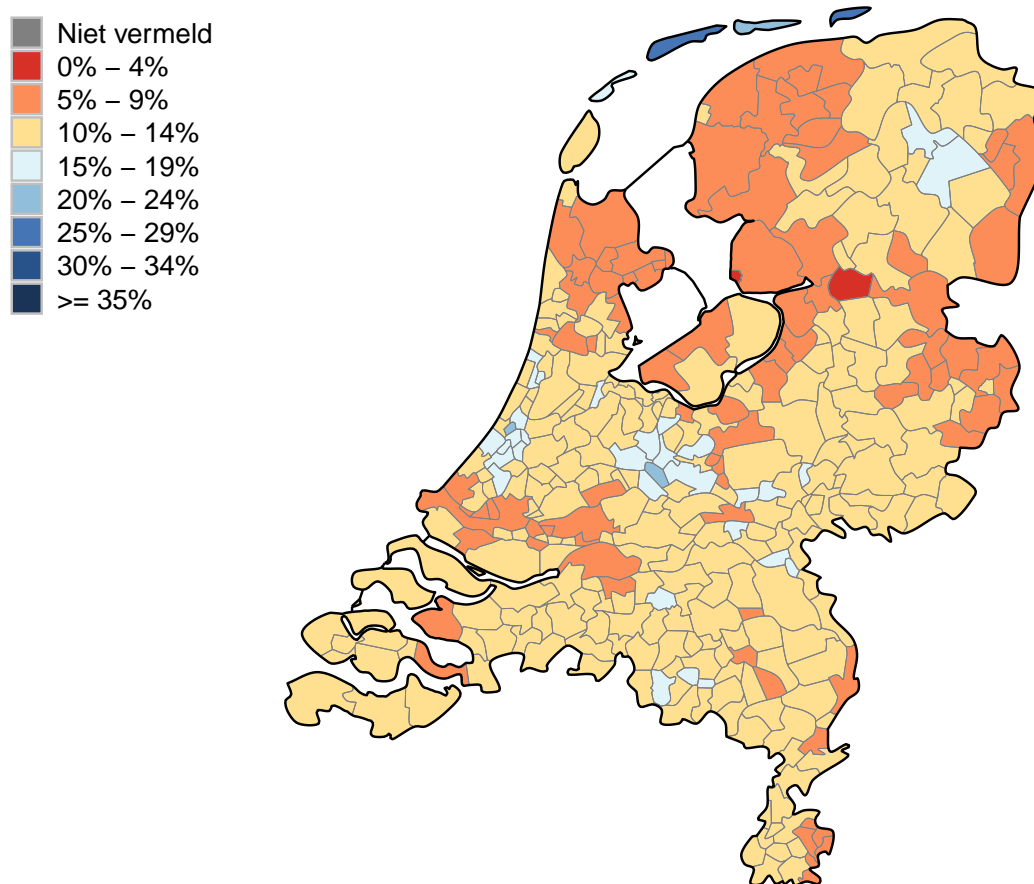 Niet vermeld
0% – 4%
5% – 9%
10% – 14%
15% – 19%
20% – 24%
25% – 29%
30% – 34%
>= 35%